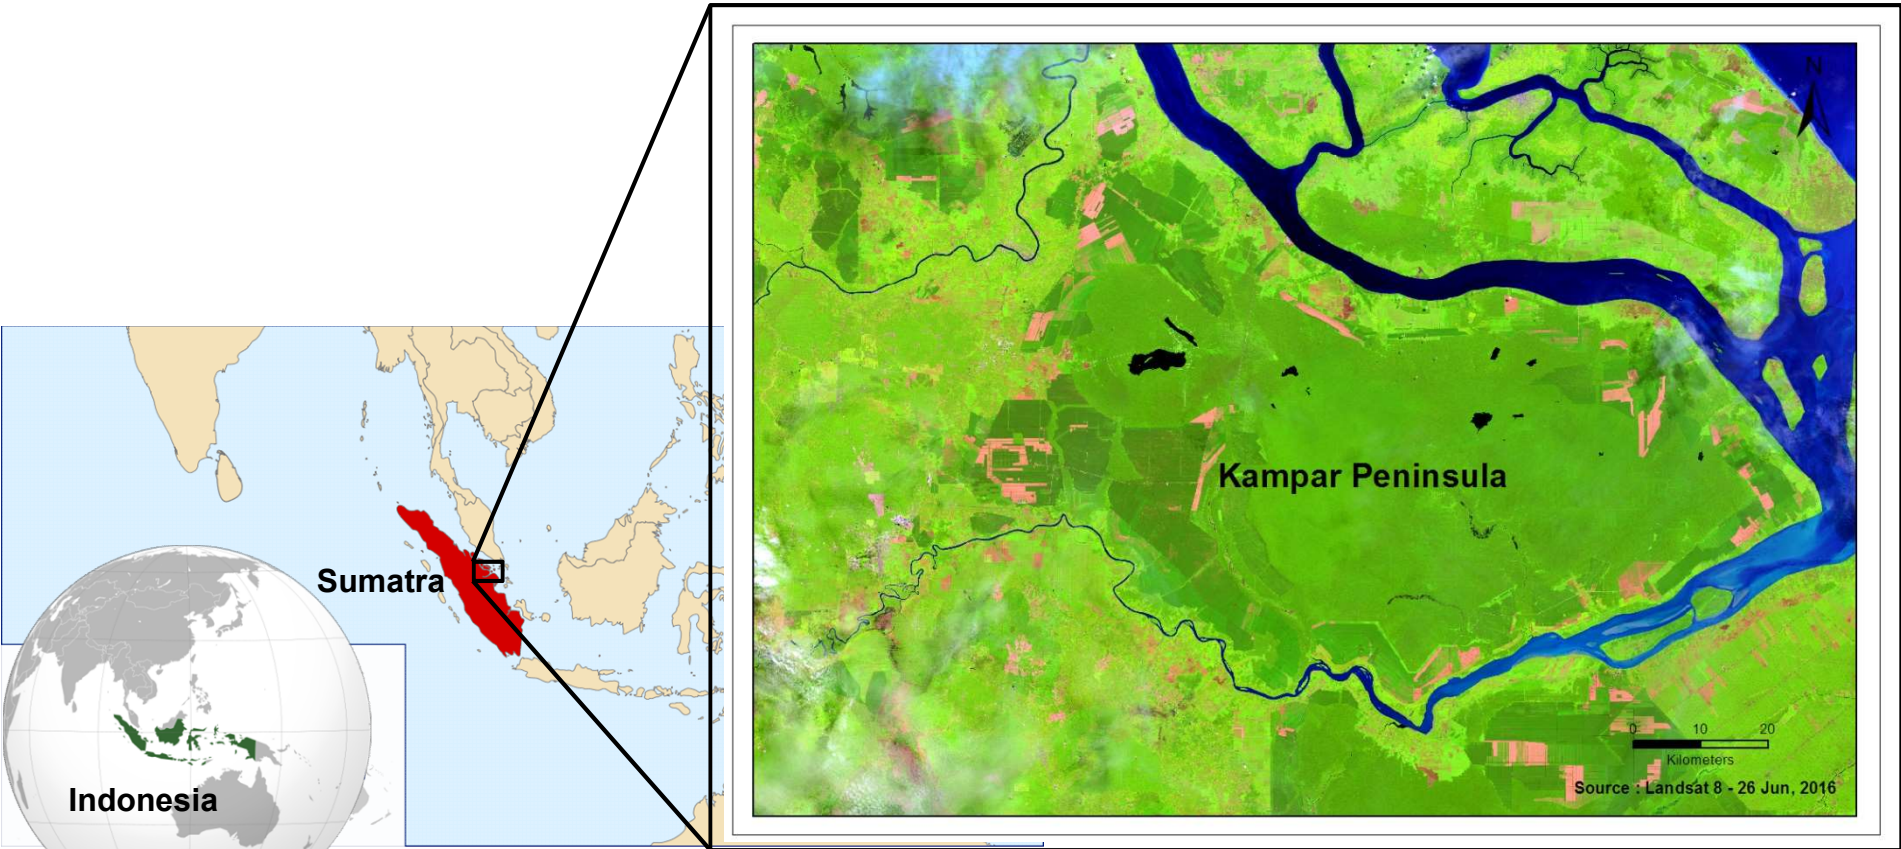 N
Kampar Peninsula
Sumatra
Indonesia
0 10 20
Kilometers
Source : Landsat 8 - 26 Jun, 2016